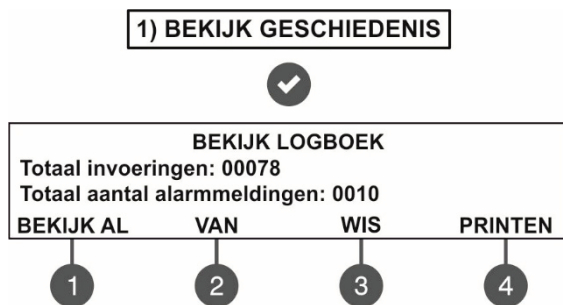 1) BEKIJK GESCHIEDENIS
BEKIJK LOGBOEK
Totaal invoeringen: 00078
Totaal aantal alarmmeldingen: 0010
BEKIJK AL VAN WIS PRINTEN
1 2 3 4